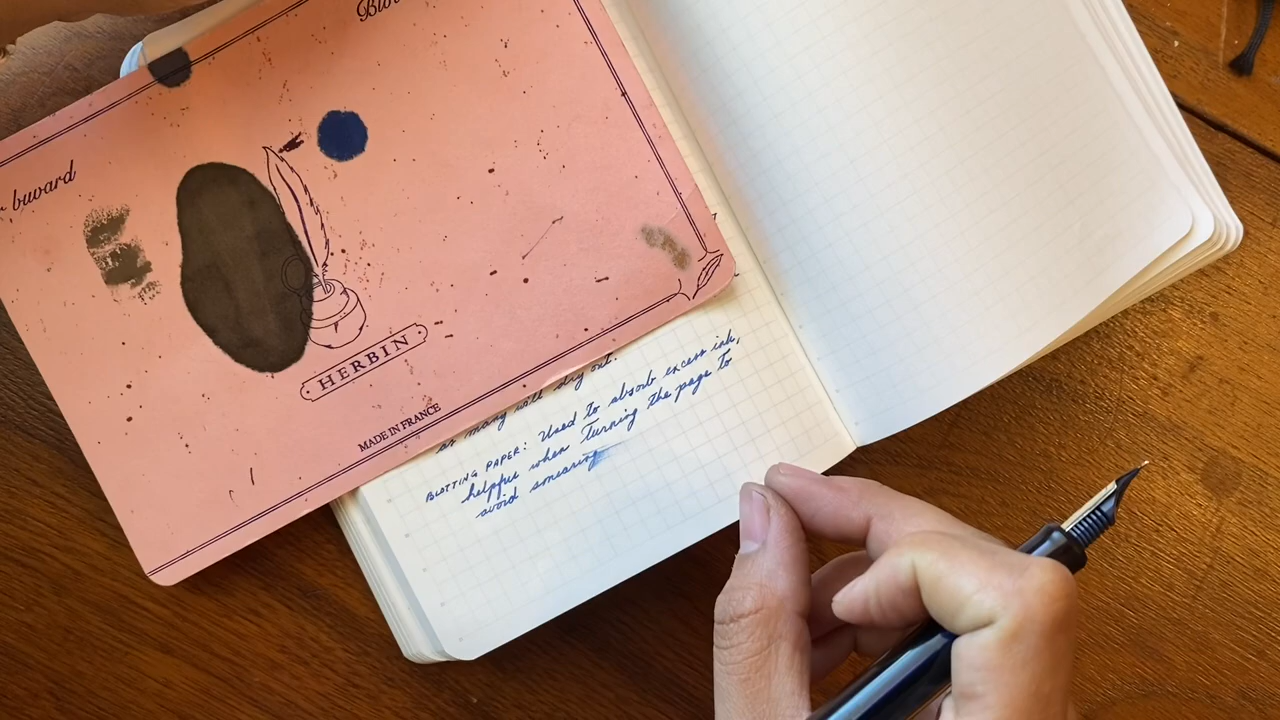 Blo
buvard
HERBIN
MADE IN FRANCE
as many will dry out.
BLOTTING PAPER: Used to absorb excess ink,
helpful when turning the page to
avoid smearing